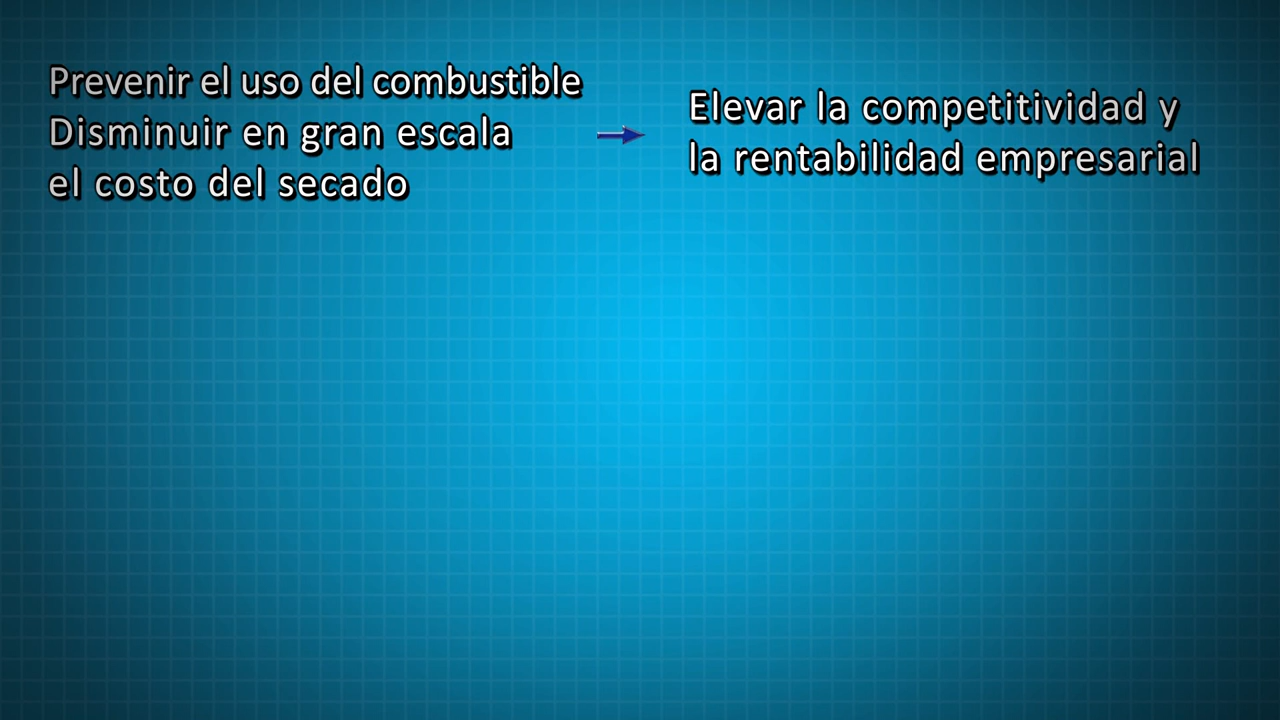 Prevenir el uso del combustible
Disminuir en gran escala
el costo del secado
Elevar la competitividad y
la rentabilidad empresarial